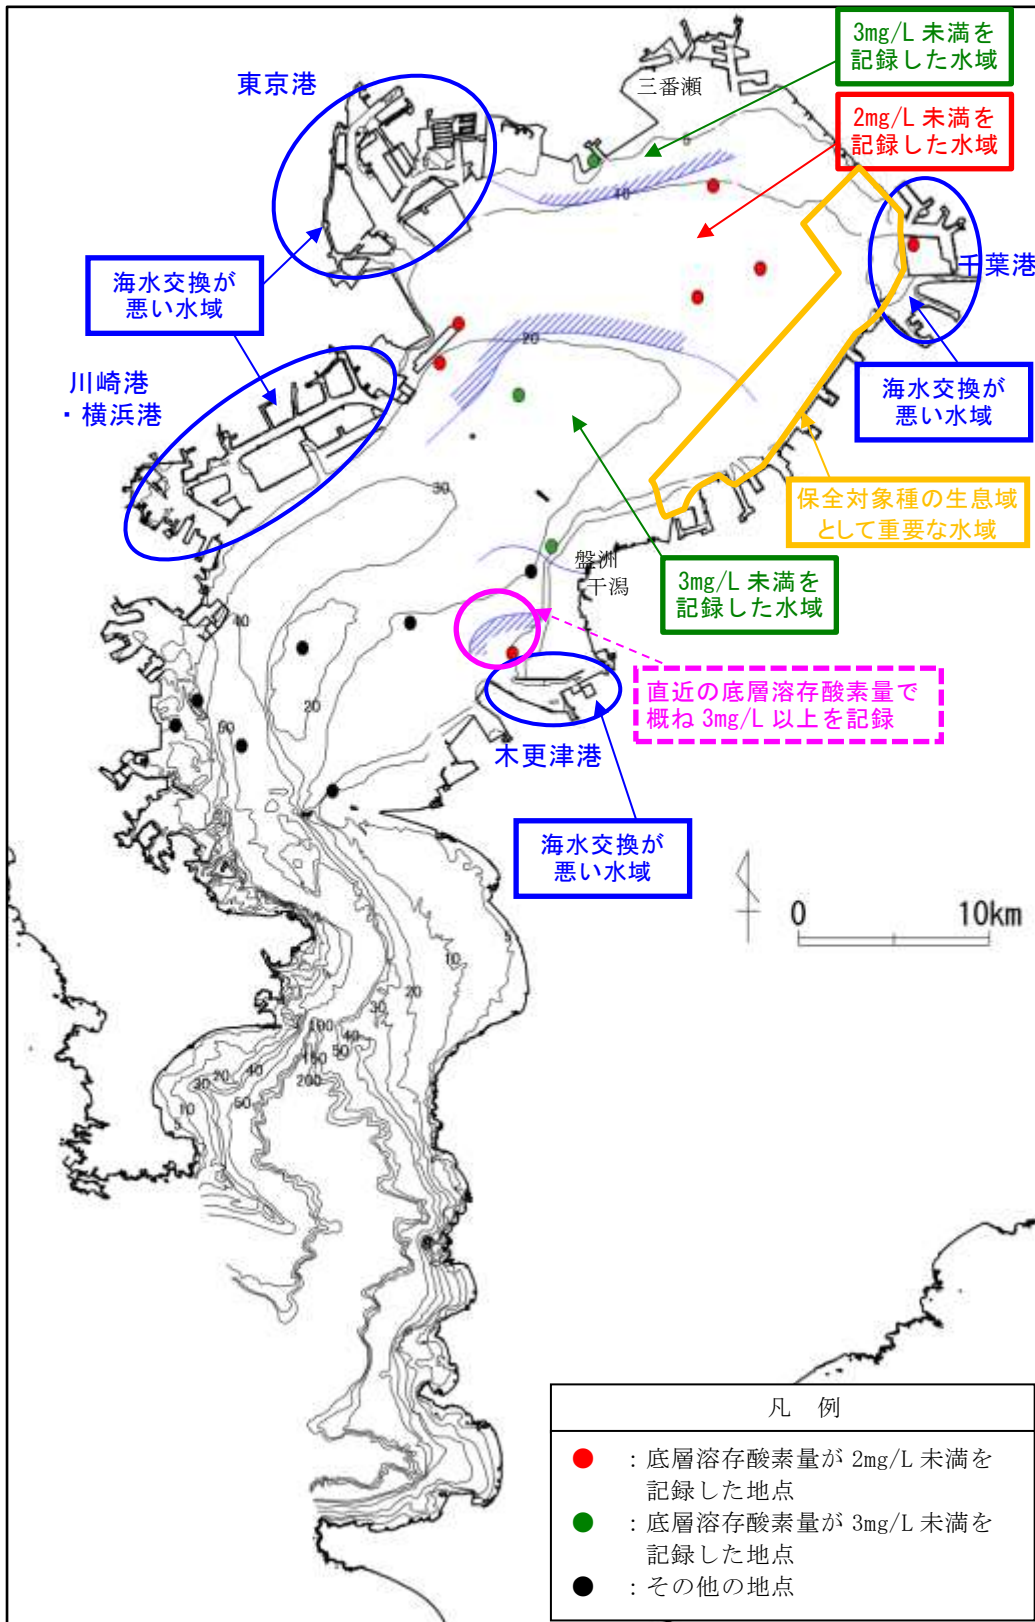 3mg/L 未満を
記録した水域
三番瀬
東京港
2mg/L 未満を
記録した水域
5
10
千葉港
海水交換が
悪い水域
20
川崎港
・横浜港
海水交換が
悪い水域
30
保全対象種の生息域
として重要な水域
盤洲
干潟
3mg/L 未満を
記録した水域
40
20
50
直近の底層溶存酸素量で
概ね 3mg/L 以上を記録
木更津港
海水交換が
悪い水域
0 10km
5
10
20
30
100
40
150
50
200
40
20
30
50
10
凡 例
：底層溶存酸素量が 2mg/L 未満を
記録した地点
：底層溶存酸素量が 3mg/L 未満を
記録した地点
：その他の地点